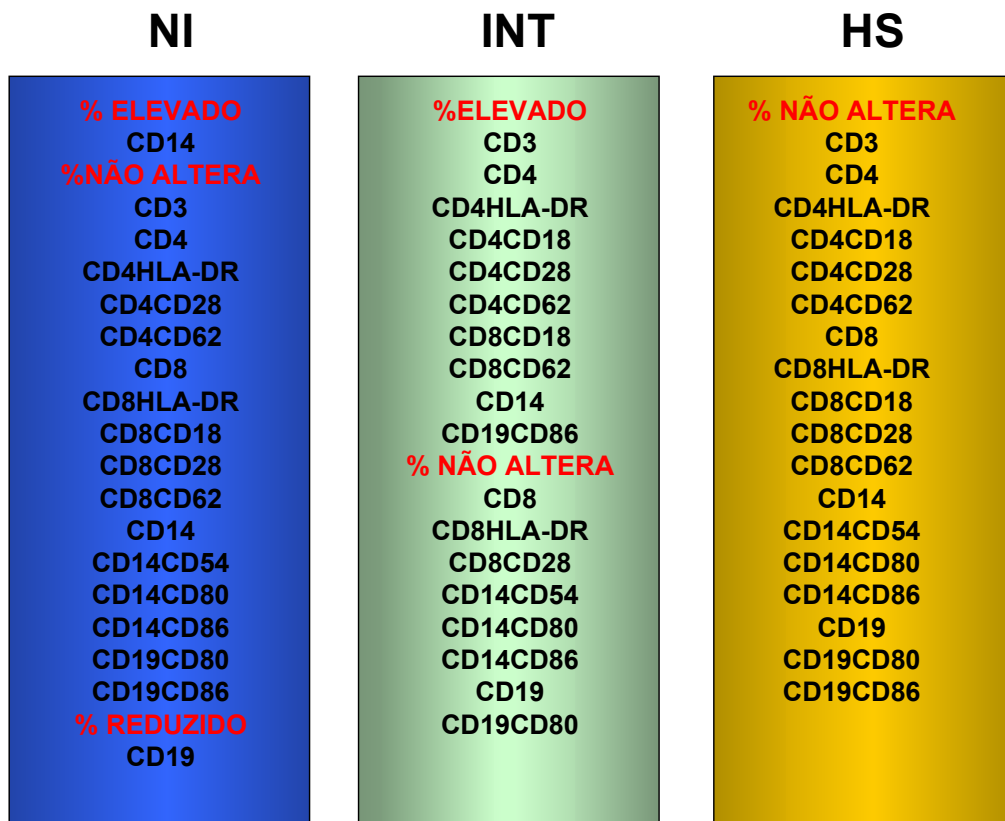 NI
% ELEVADO
CD14
%NÃO ALTERA
CD3
CD4
CD4HLA-DR
CD4CD28
CD4CD62
CD8
CD8HLA-DR
CD8CD18
CD8CD28
CD8CD62
CD14
CD14CD54
CD14CD80
CD14CD86
CD19CD80
CD19CD86
% REDUZIDO
CD19
INT
%ELEVADO
CD3
CD4
CD4HLA-DR
CD4CD18
CD4CD28
CD4CD62
CD8CD18
CD8CD62
CD14
CD19CD86
% NÃO ALTERA
CD8
CD8HLA-DR
CD8CD28
CD14CD54
CD14CD80
CD14CD86
CD19
CD19CD80
HS
% NÃO ALTERA
CD3
CD4
CD4HLA-DR
CD4CD18
CD4CD28
CD4CD62
CD8
CD8HLA-DR
CD8CD18
CD8CD28
CD8CD62
CD14
CD14CD54
CD14CD80
CD14CD86
CD19
CD19CD80
CD19CD86